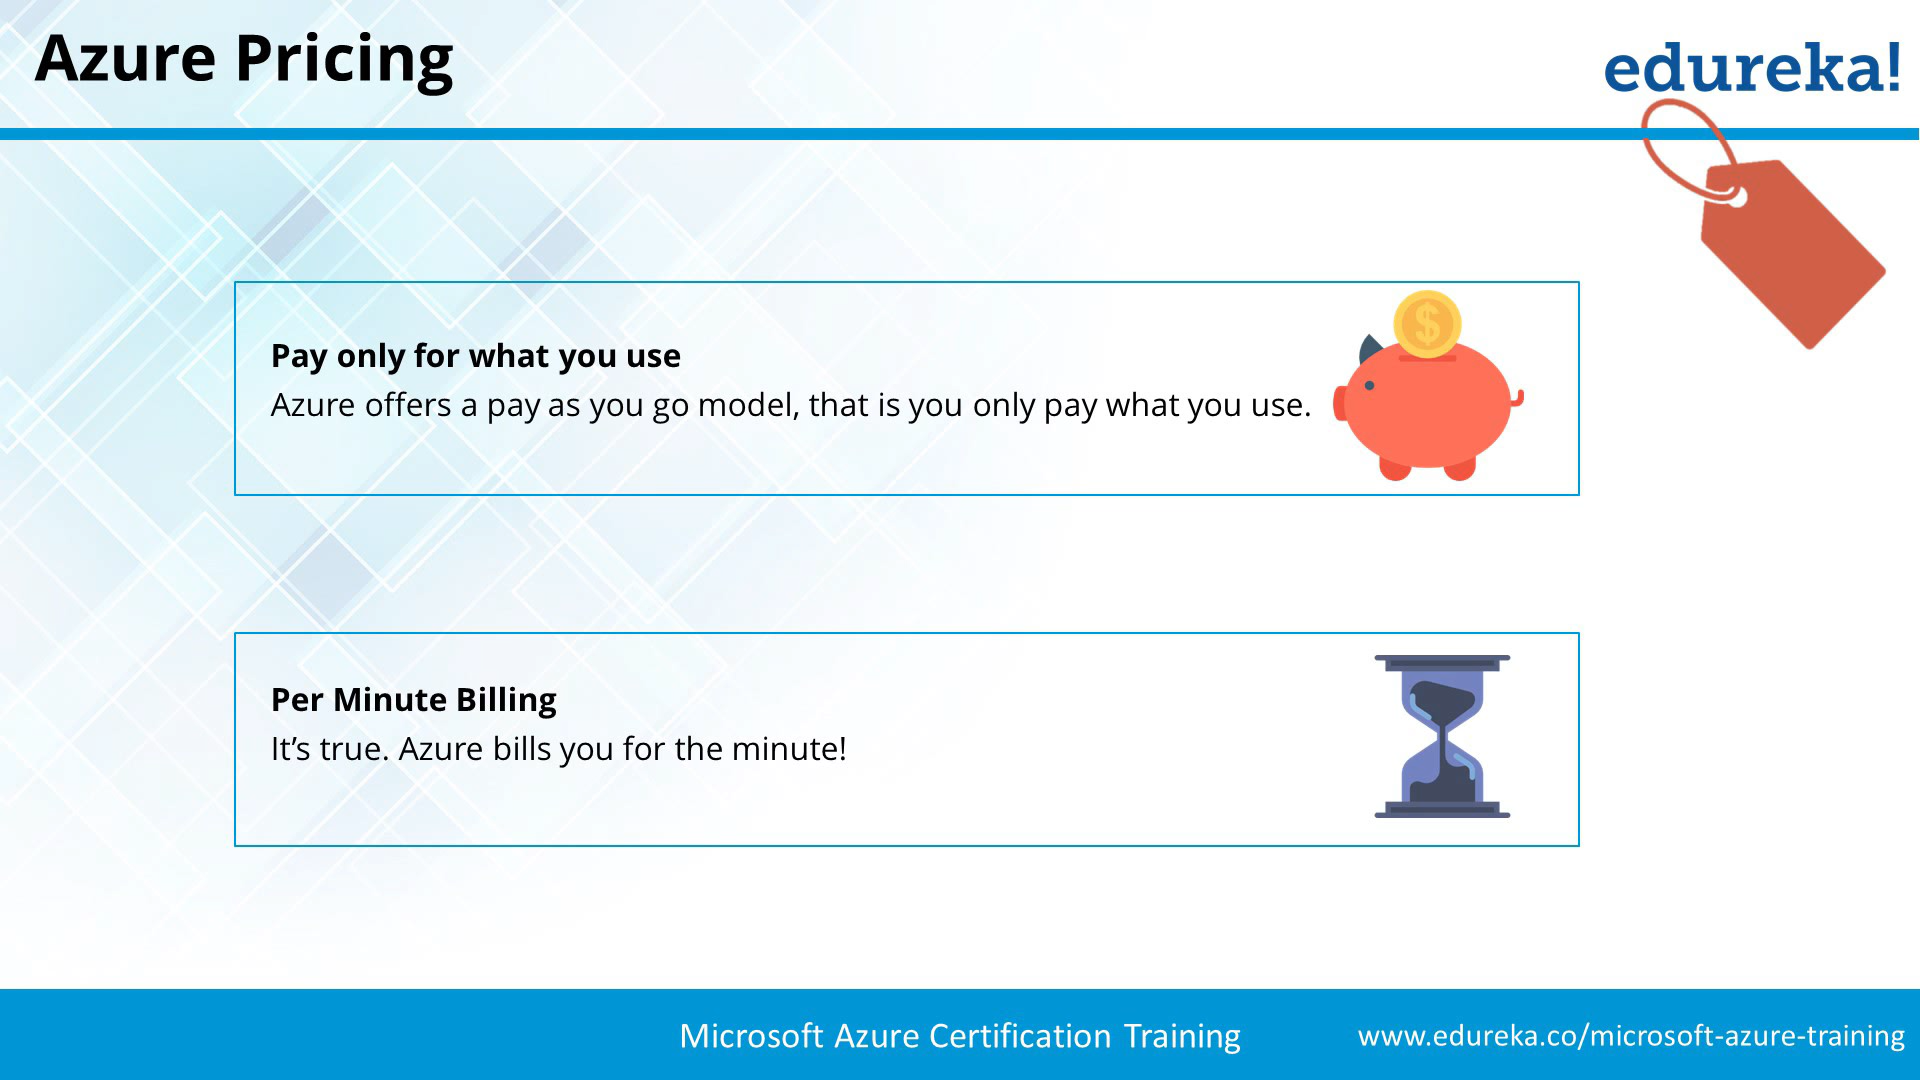 Azure Pricing
edureka!
Pay only for what you use
Azure offers a pay as you go model, that is you only pay what you use.
$
Per Minute Billing
It’s true. Azure bills you for the minute!
Microsoft Azure Certification Training
www.edureka.co/microsoft-azure-training